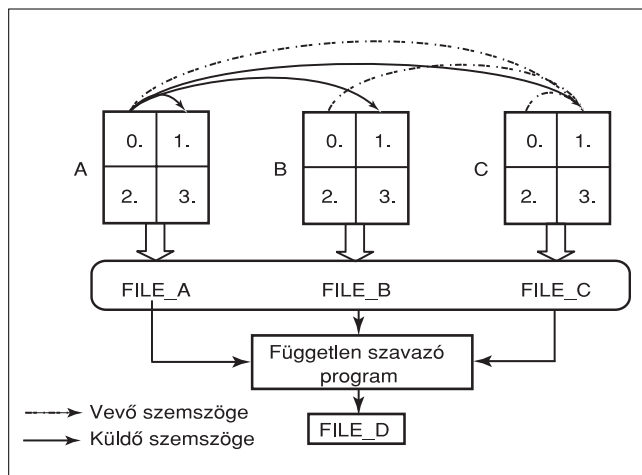 0. 1. 0. 1. 0. 1.
A B C
2. 3. 2. 3. 2. 3.
FILE_A FILE_B FILE_C
Független szavazó
program
Vevő szemszöge
Küldő szemszöge
FILE_D